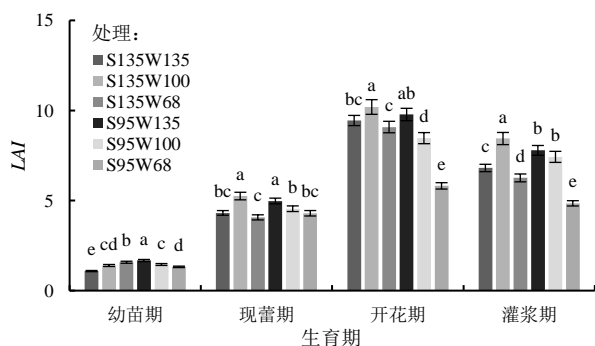 15
10
5
0
LAI
处理：
S135W135
S135W100
S135W68
S95W135
S95W100
S95W68
e cd b a c d
bc a c a b bc
bc a c ab d e
b a d b b e
幼苗期 现蕾期 开花期 灌浆期
生育期